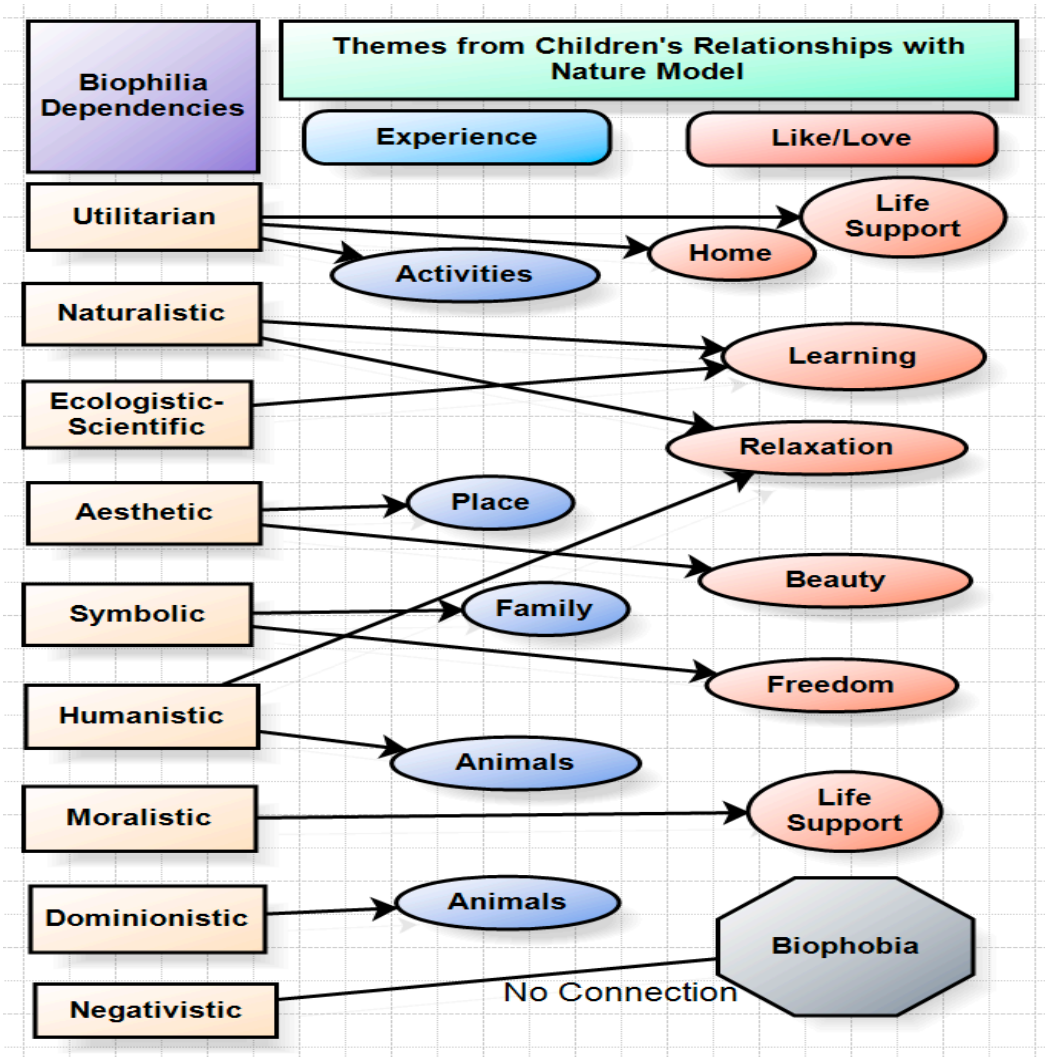 Biophilia
Dependencies
Themes from Children's Relationships with
Nature Model
Experience
Like/Love
Utilitarian
Life
Support
Home
Activities
Naturalistic
Learning
Ecologistic-
Scientific
Relaxation
Aesthetic
Place
Beauty
Symbolic
Family
Freedom
Humanistic
Animals
Moralistic
Life
Support
Dominionistic
Animals
Biophobia
Negativistic
No Connection